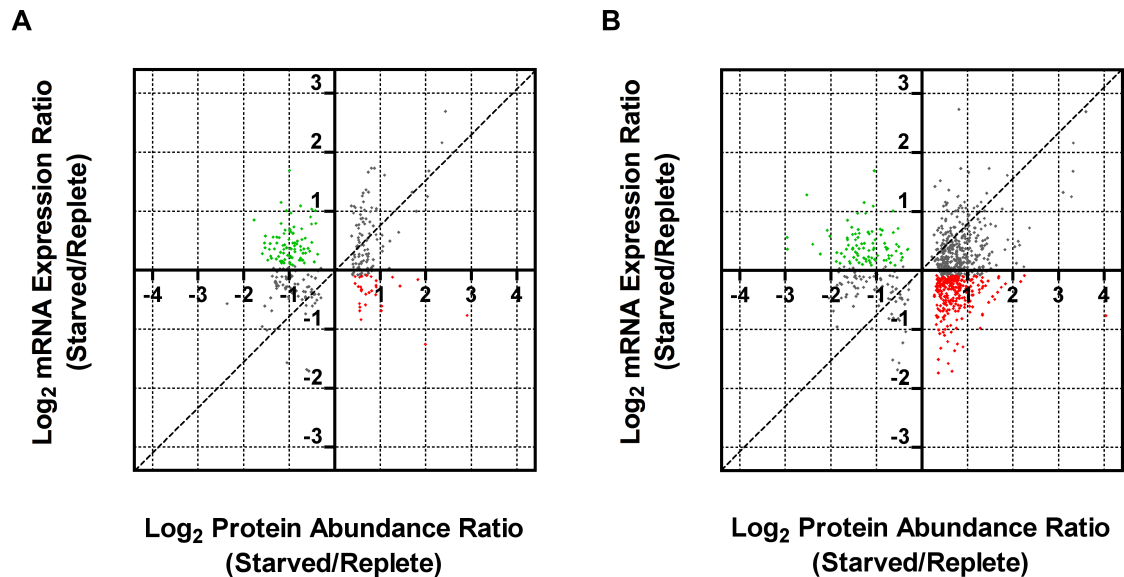 A
B
Log2 mRNA Expression Ratio
(Starved/Replete)
3
2
1
-4 -3 -2 -1 1 2 3 4
-1
-2
-3
Log2 Protein Abundance Ratio
(Starved/Replete)
Log2 mRNA Expression Ratio
(Starved/Replete)
3
2
1
-4 -3 -2 -1 1 2 3 4
-1
-2
-3
Log2 Protein Abundance Ratio
(Starved/Replete)